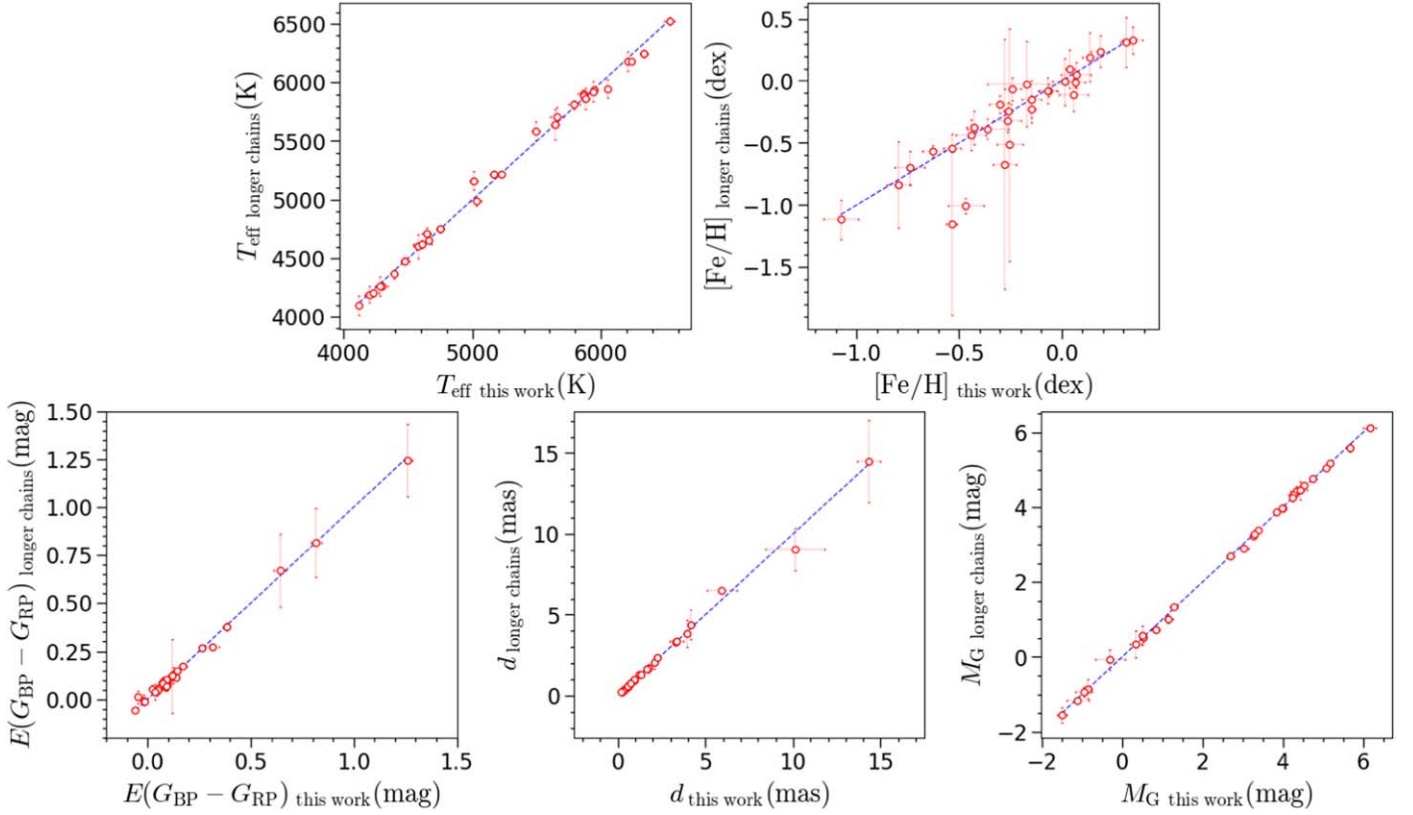 6500
6000
5500
5000
4500
4000
T_eff longer chains (K)
4000 5000 6000
T_eff this work (K)
0.5
0.0
−0.5
−1.0
−1.5
[Fe/H] longer chains (dex)
−1.0 −0.5 0.0
[Fe/H] this work (dex)
1.50
1.25
1.00
0.75
0.50
0.25
0.00
E(G_BP − G_RP) longer chains (mag)
0.0 0.5 1.0 1.5
E(G_BP − G_RP) this work (mag)
15
10
5
0
d longer chains (mas)
0 5 10 15
d this work (mas)
6
4
2
0
−2
M_G longer chains (mag)
−2 0 2 4 6
M_G this work (mag)